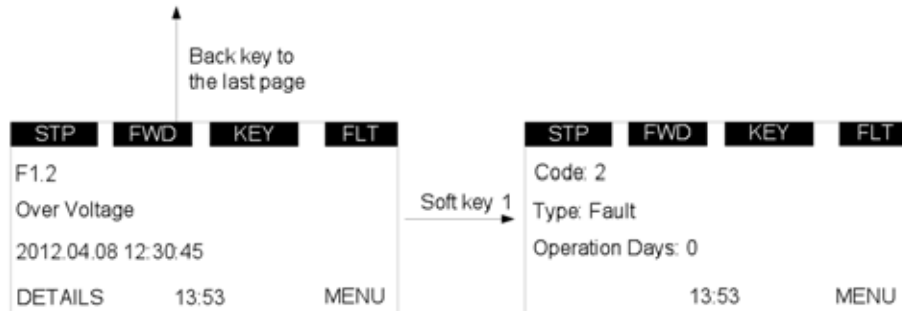 Back key to
the last page
STP FWD KEY FLT
F1.2
Over Voltage
2012.04.08 12:30:45
DETAILS 13:53 MENU
Soft key 1
STP FWD KEY FLT
Code: 2
Type: Fault
Operation Days: 0
13:53 MENU